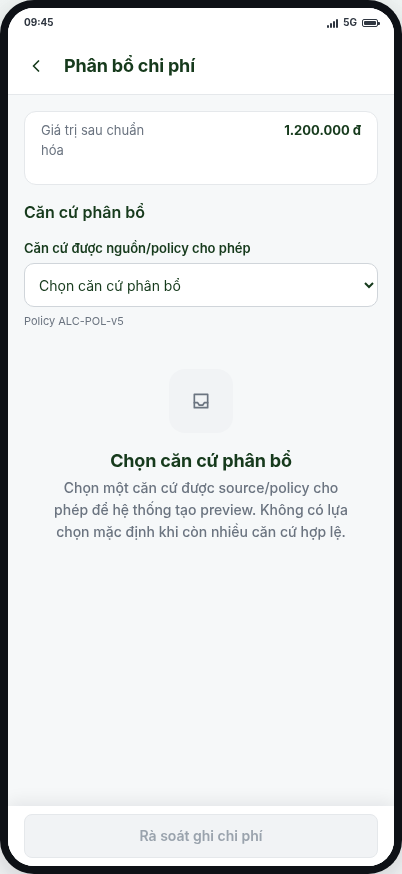 09:45
5G
Phân bổ chi phí
Giá trị sau chuẩn
hóa
1.200.000 đ
Căn cứ phân bổ
Căn cứ được nguồn/policy cho phép
Chọn căn cứ phân bổ
Policy ALC-POL-v5
Chọn căn cứ phân bổ
Chọn một căn cứ được source/policy cho
phép để hệ thống tạo preview. Không có lựa
chọn mặc định khi còn nhiều căn cứ hợp lệ.
Rà soát ghi chi phí